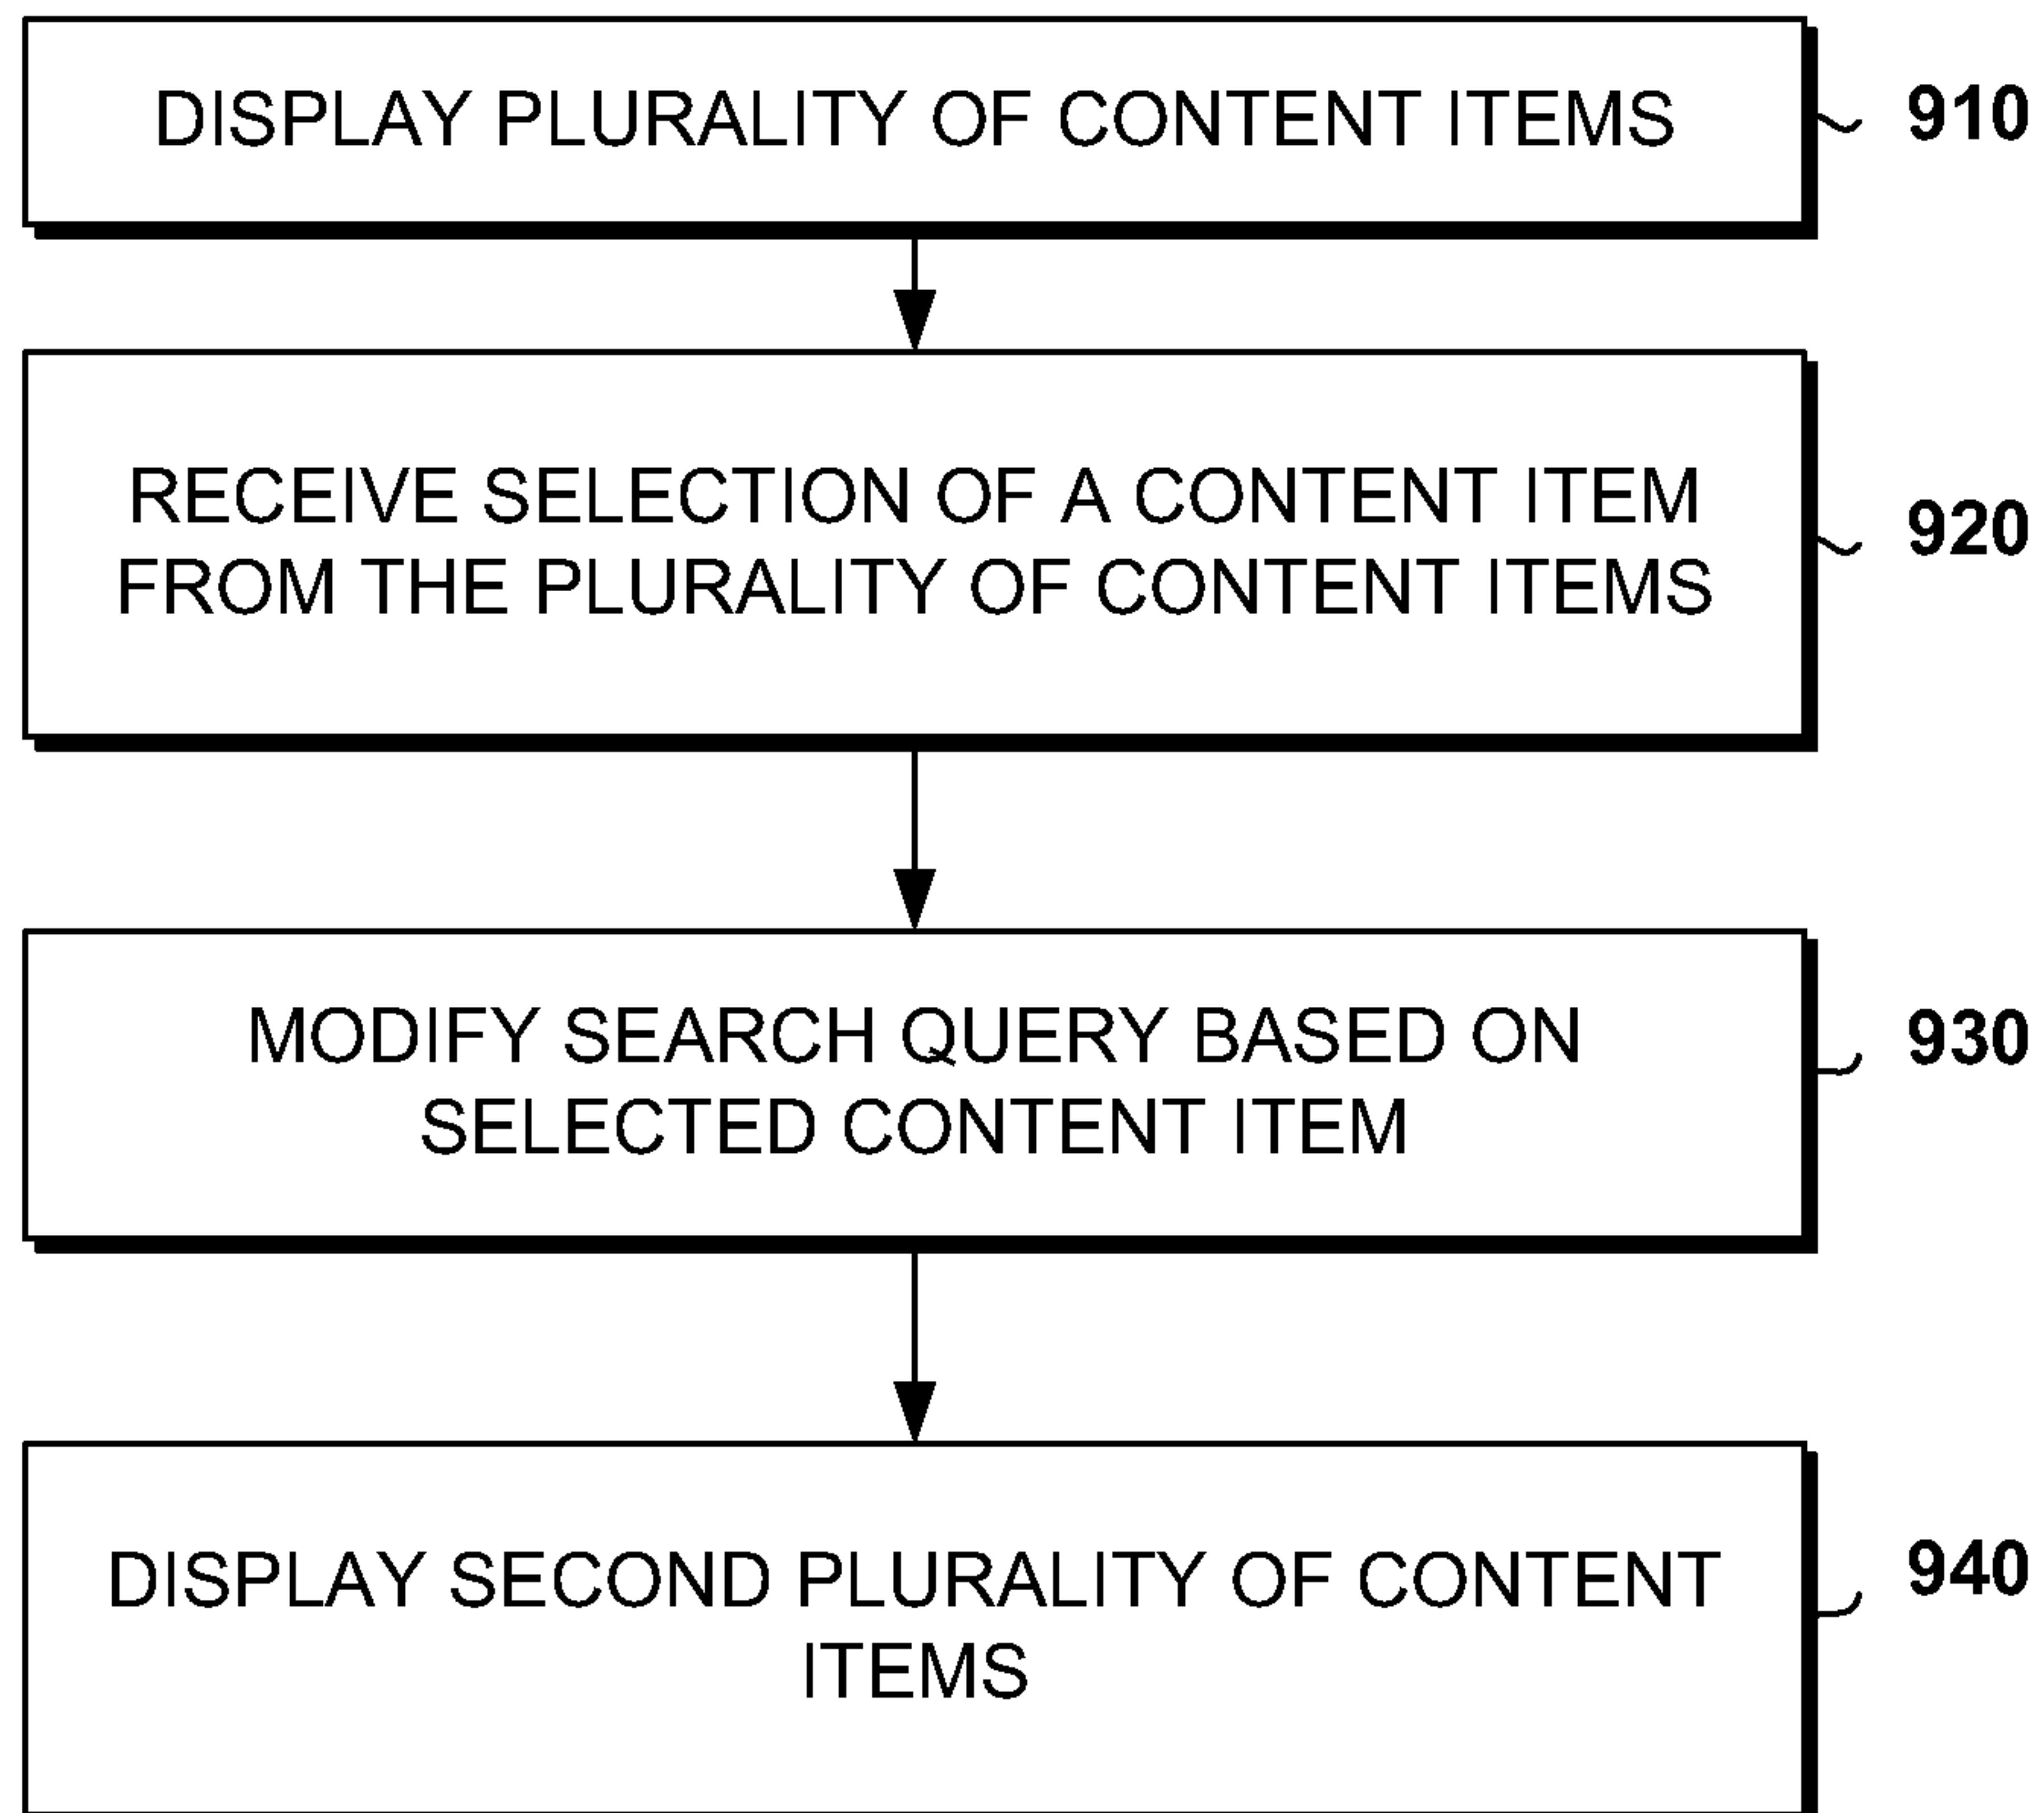 DISPLAY PLURALITY OF CONTENT ITEMS
910
RECEIVE SELECTION OF A CONTENT ITEM
FROM THE PLURALITY OF CONTENT ITEMS
920
MODIFY SEARCH QUERY BASED ON
SELECTED CONTENT ITEM
930
DISPLAY SECOND PLURALITY OF CONTENT
ITEMS
940